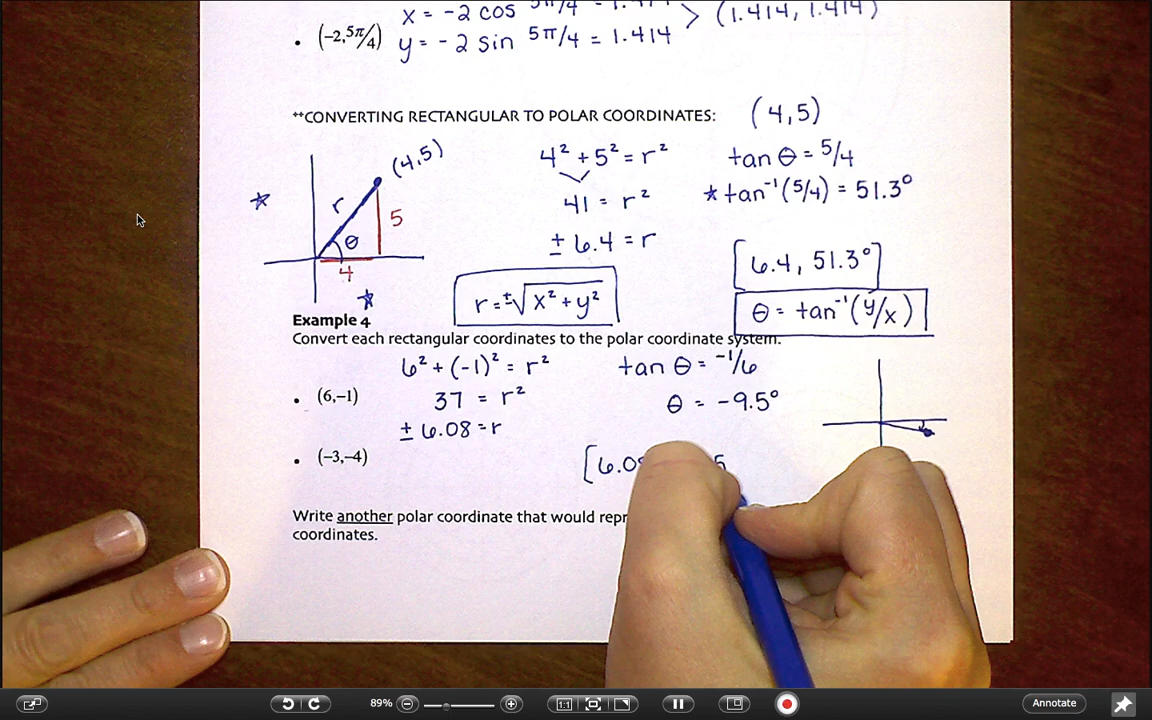 x = -2 cos 5π/4
(1.414, 1.414)
• (−2,5π/4)
y = - 2 sin 5π/4 = 1.414
**CONVERTING RECTANGULAR TO POLAR COORDINATES:
(4,5)
(4,5)
4² + 5² = r²
tan θ = 5/4
r
41 = r²
* tan⁻¹(5/4) = 51.3°
5
θ
± 6.4 = r
4
[6.4, 51.3°]
r = ±√x² + y²
θ = tan⁻¹(y/x)
Example 4
Convert each rectangular coordinates to the polar coordinate system.
6² + (-1)² = r²
tan θ = -1/6
• (6,−1)
37 = r²
θ = -9.5°
± 6.08 = r
• (−3,−4)
[6.0
5
Write another polar coordinate that would
coordinates.
89%
1:1
Annotate